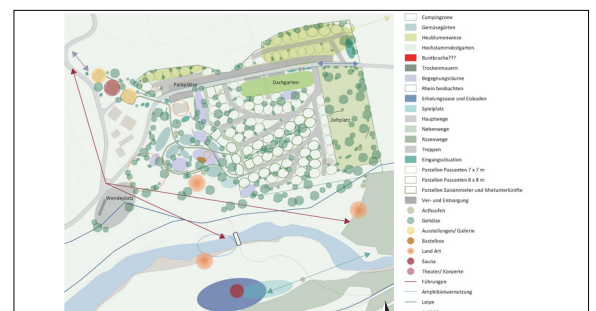 Campingzone
Gemüsegärten
Heublumenwiese
Hochstammobstgarten
Buntbrache???
Trockenmauern
Begegnungsräume
Rhein beobachten
Erholungsoase und Eisbaden
Spielplatz
Hauptwege
Nebenwege
Rasenwege
Treppen
Eingangssituation
Parzellen Passanten 7 x 7 m
Parzellen Passanten 8 x 8 m
Parzellen Saisonmieter und Mietunterkünfte
Ver- und Entsorgung
Asthaufen
Gehölze
Ausstellungen/ Gallerie
Bastelbox
Land Art
Sauna
Theater/ Konzerte
Führungen
Amphibienvernetzung
Loipe
Parkplätze
Dachgarten
Zeltplatz
Wendeplatz